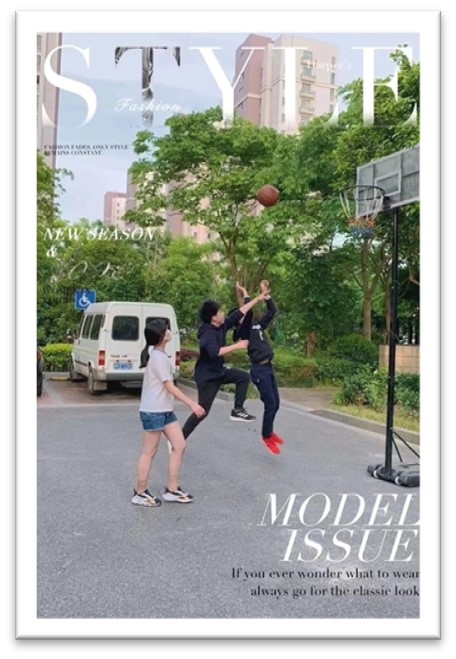 STYLE
Harper's
Fashion
FASHION FADES, ONLY STYLE
REMAINS CONSTANT.
NEW SEASON
&
MODEL
ISSUE
If you ever wonder what to wear
always go for the classic look